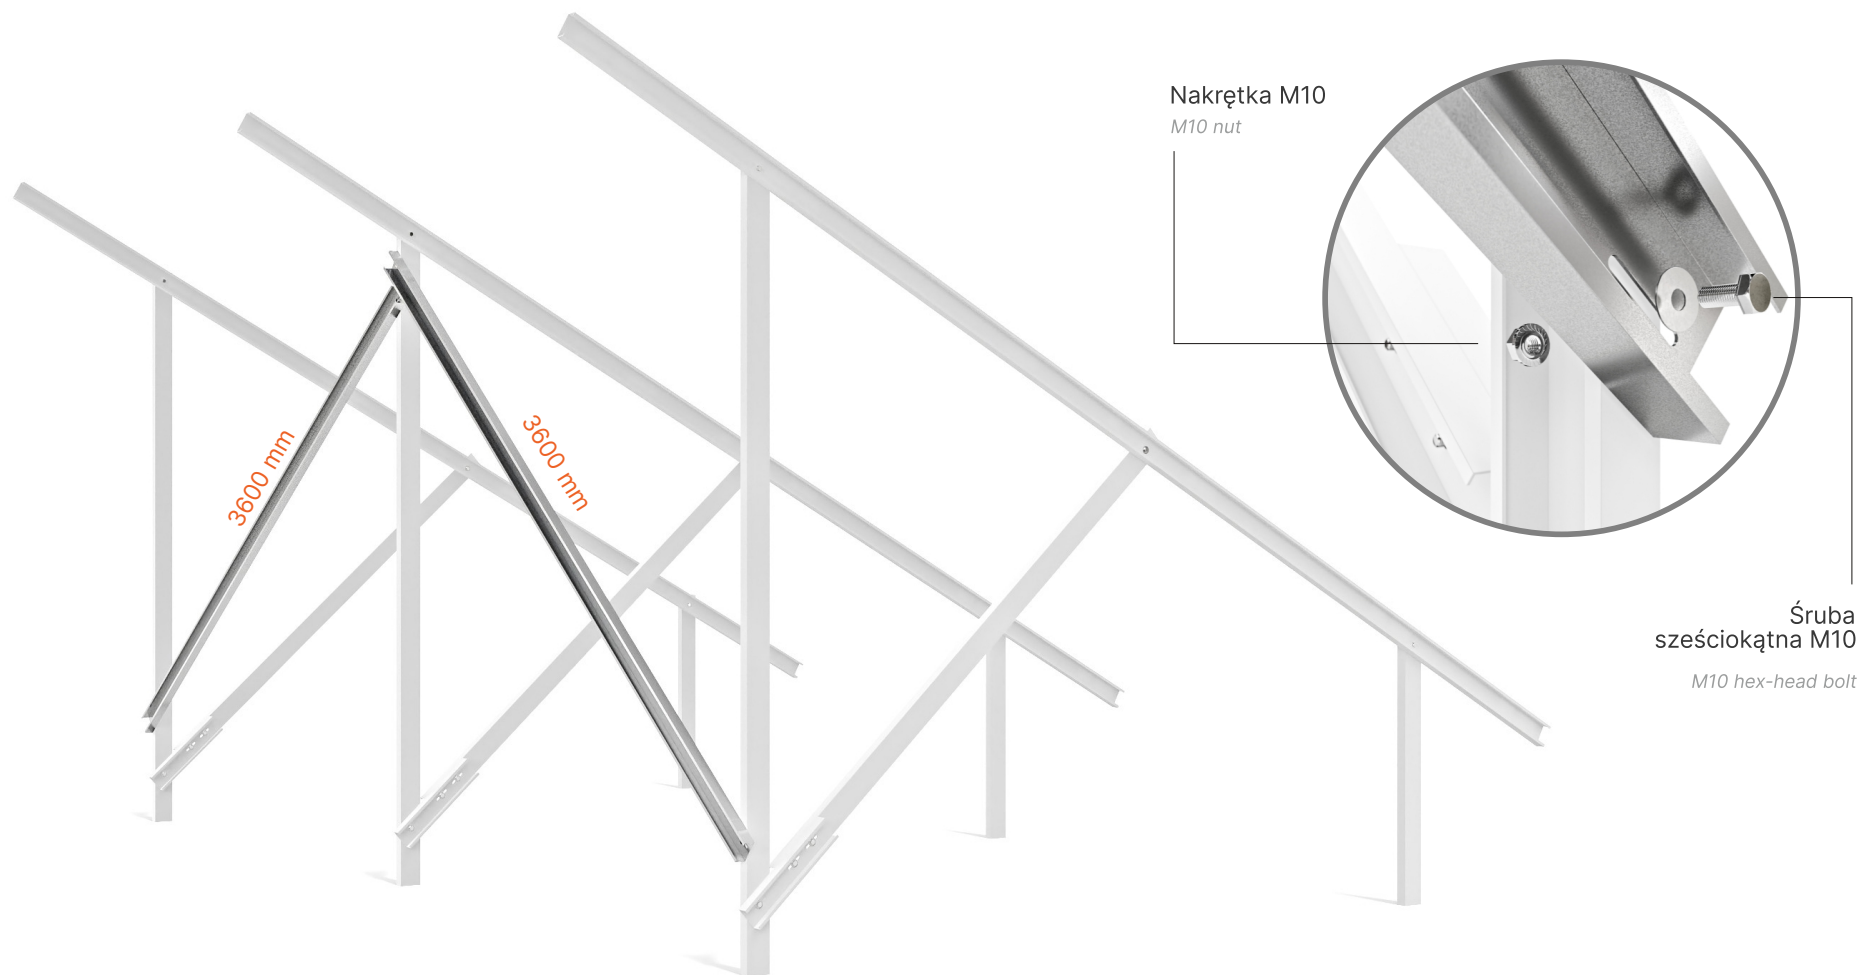 Nakrętka M10
M10 nut
3600 mm
3600 mm
Śruba
sześciokątna M10
M10 hex-head bolt